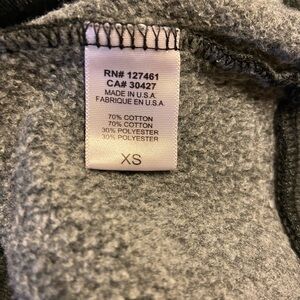 RN# 127461
CA# 30427
MADE IN U.S.A
FABRIQUE EN U.S.A.
70% COTTON
70% COTTON
30% POLYESTER
30% POLYESTER
XS